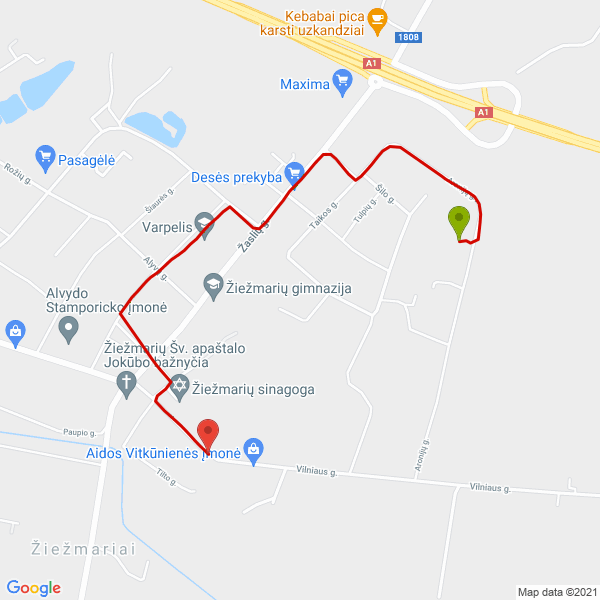 Kebabai pica
karsti uzkandziai
1808
A1
Maxima
A1
Pasagėlė
Rožių g.
Desės prekyba
Šiaurės g.
Šilo g.
Tulpių g.
Taikos g.
Varpelis
Žaslių g.
Alyvų g.
Žiežmarių gimnazija
Alvydo
Stamporicko įmonė
Žiežmarių Šv. apaštalo
Jokūbo bažnyčia
Žiežmarių sinagoga
Paupio g.
Aidos Vitkūnienės įmonė
Aronijų g.
Tilto g.
Vilniaus g.
Vilniaus g.
Žiežmariai
Google
Map data ©2021